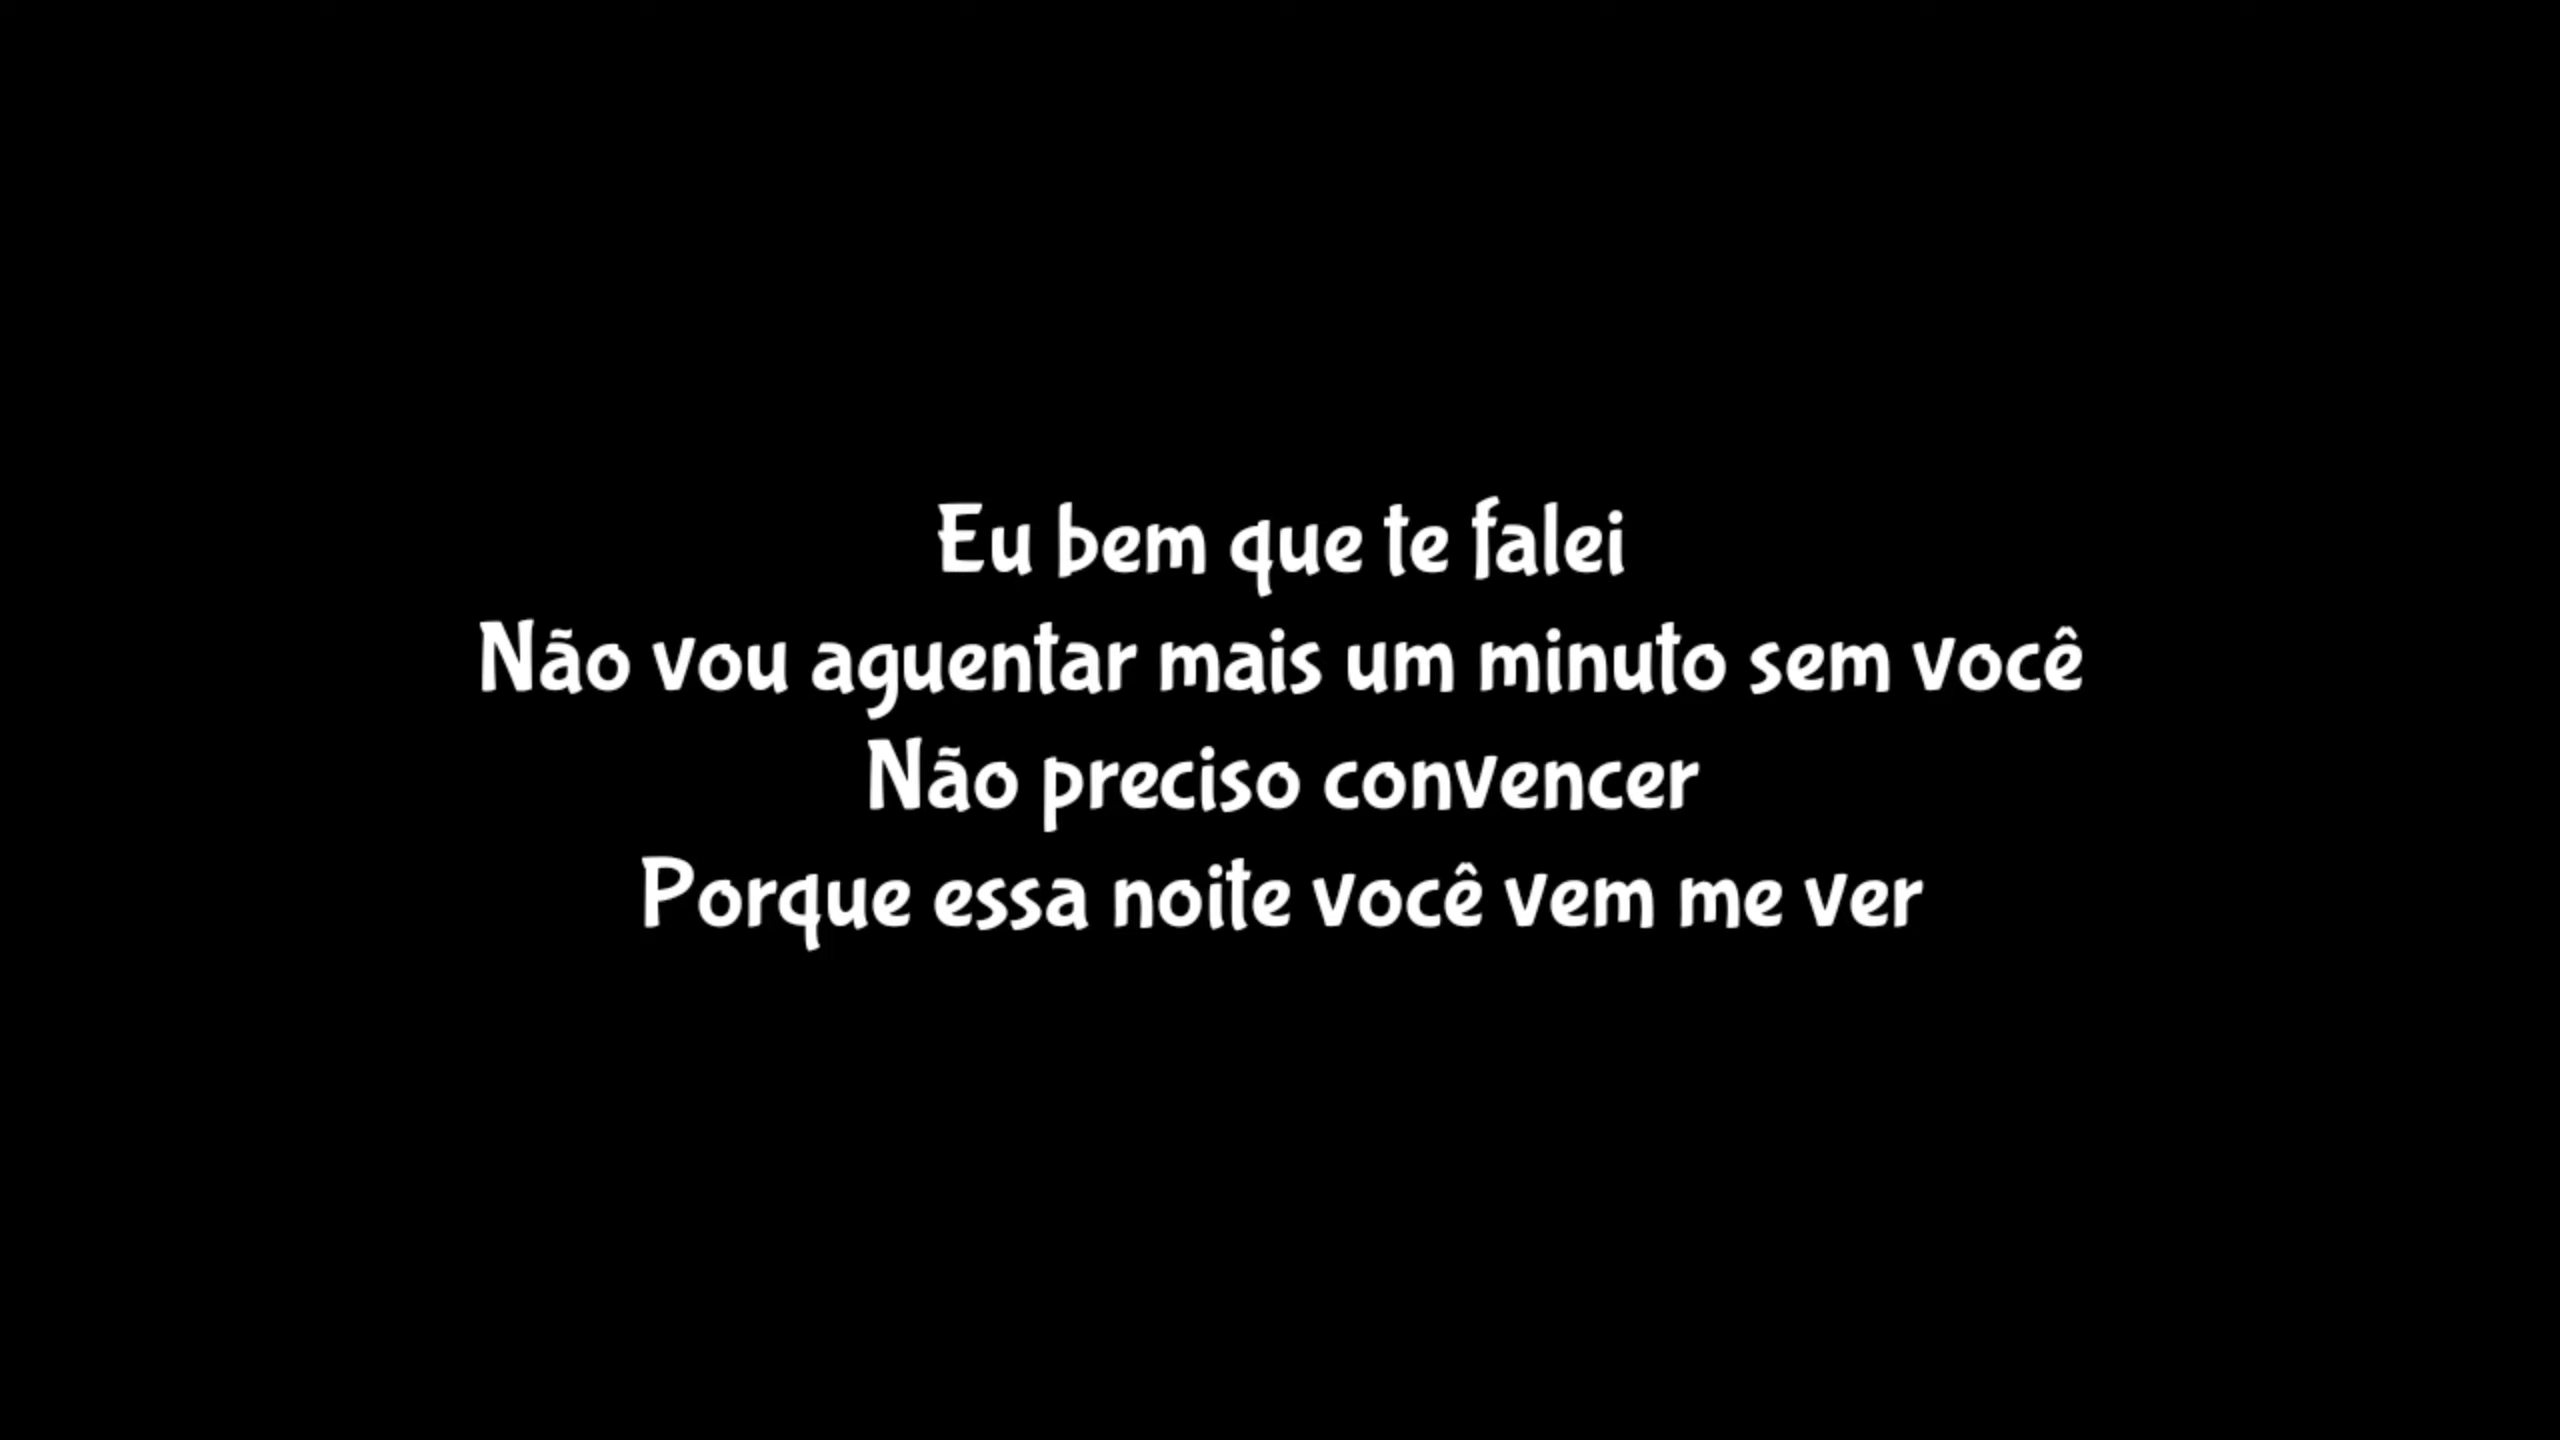 Eu bem que te falei
Não vou aguentar mais um minuto sem você
Não preciso convencer
Porque essa noite você vem me ver